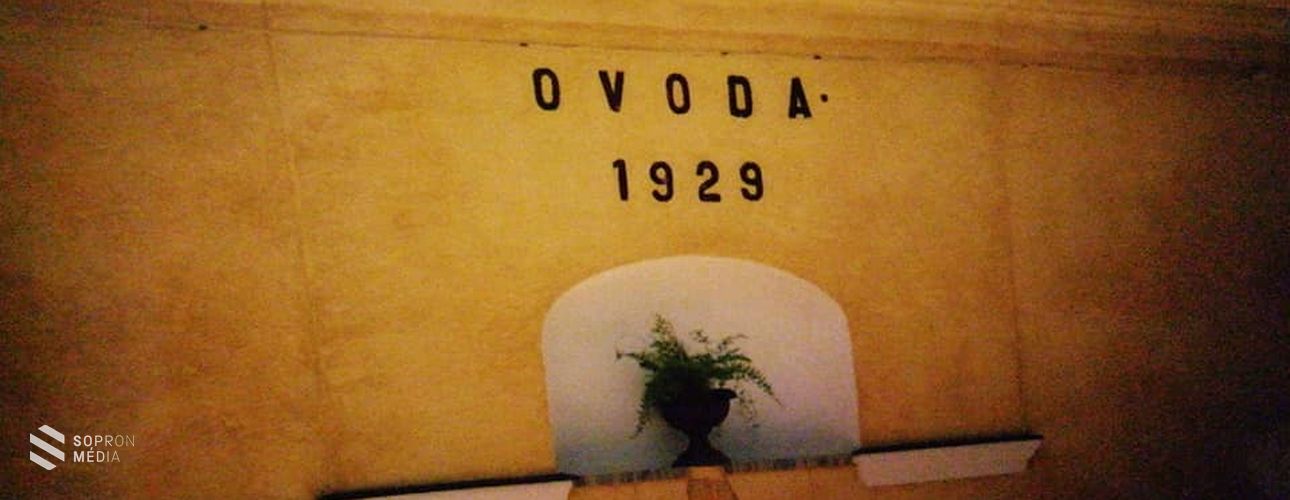 OVODA.
1929
SOPRON
MÉDIA